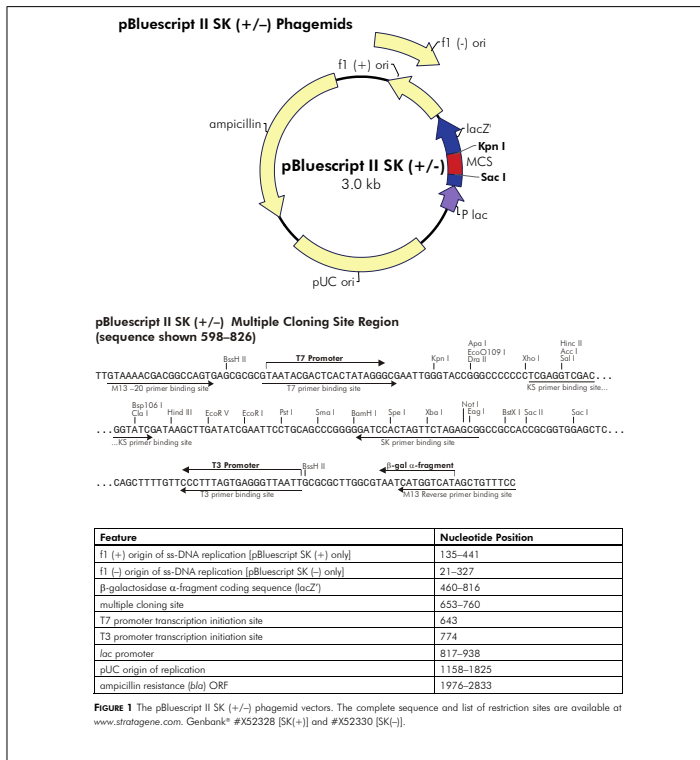 pBluescript II SK (+/–) Phagemids
f1 (-) ori
f1 (+) ori
ampicillin
lacZ'
Kpn I
MCS
pBluescript II SK (+/-)
3.0 kb
Sac I
P lac
pUC ori
pBluescript II SK (+/–) Multiple Cloning Site Region
(sequence shown 598–826)
Apa I
Hinc II
EcoO109 I
Acc I
BssH II
T7 Promoter
Kpn I
Dra II
Xho I
Sal I
TTGTAAAACGACGGCCAGTGAGCGCGCGTAATACGACTCACTATAGGGCGAATTGGGTACCGGGCCCCCCCTCGAGGTCGAC...
M13 –20 primer binding site
T7 primer binding site
KS primer binding site...
Bsp106 I
Not I
Cla I
Hind III
EcoR V
EcoR I
Pst I
Sma I
BamH I
Spe I
Xba I
Eag I
BstX I
Sac II
Sac I
...GGTATCGATAAGCTTGATATCGAATTCCTGCAGCCCGGGGGATCCACTAGTTCTAGAGCGGCCGCCACCGCGGTGGAGCTC...
...KS primer binding site
SK primer binding site
T3 Promoter
BssH II
β-gal α-fragment
...CAGCTTTTGTTCCCTTTAGTGAGGGTTAATTGCGCGCTTGGCGTAATCATGGTCATAGCTGTTTCC
T3 primer binding site
M13 Reverse primer binding site
Feature Nucleotide Position
f1 (+) origin of ss-DNA replication [pBluescript SK (+) only] 135–441
f1 (–) origin of ss-DNA replication [pBluescript SK (–) only] 21–327
β-galactosidase α-fragment coding sequence (lacZ') 460–816
multiple cloning site 653–760
T7 promoter transcription initiation site 643
T3 promoter transcription initiation site 774
lac promoter 817–938
pUC origin of replication 1158–1825
ampicillin resistance (bla) ORF 1976–2833
FIGURE 1 The pBluescript II SK (+/–) phagemid vectors. The complete sequence and list of restriction sites are available at
www.stratagene.com. Genbank® #X52328 [SK(+)] and #X52330 [SK(–)].